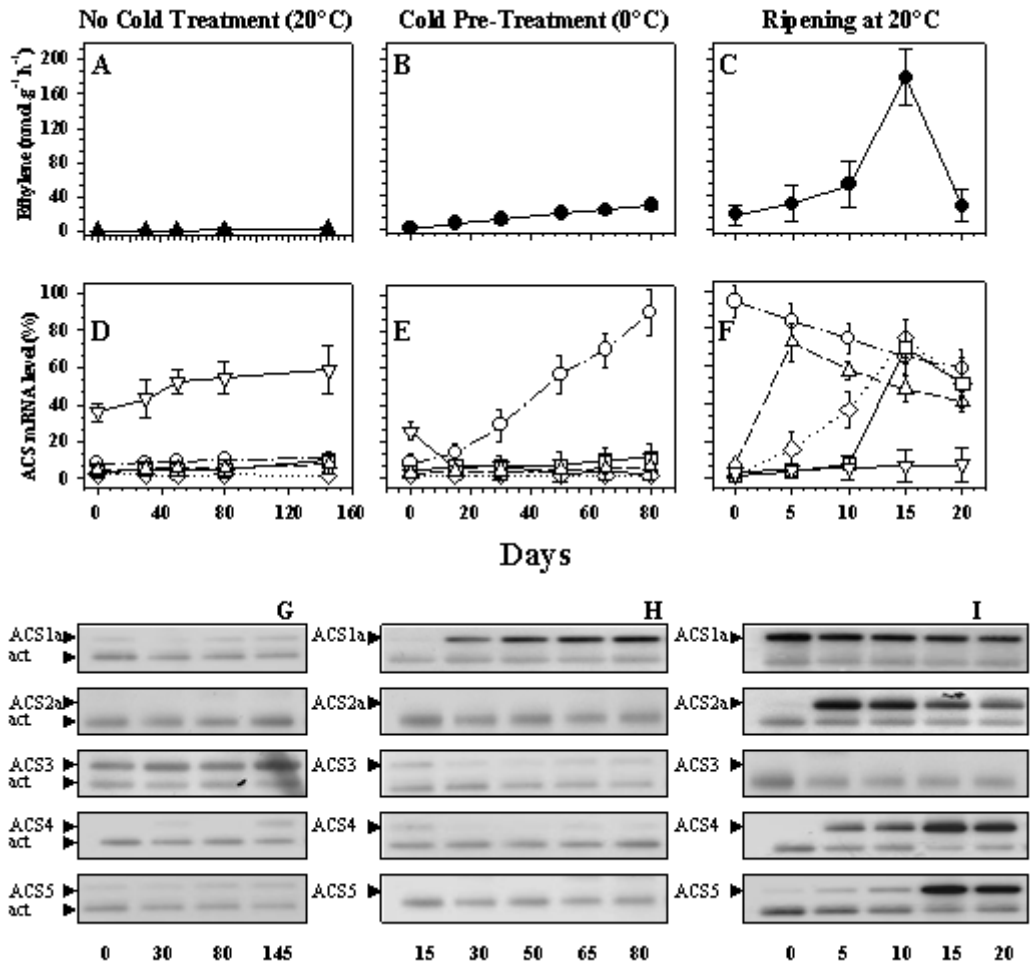 No Cold Treatment (20°C)
Cold Pre-Treatment (0°C)
Ripening at 20°C
Ethylene (nmol g⁻¹ h⁻¹)
200
160
120
80
40
0
A
B
C
ACS mRNA level (%)
100
80
60
40
20
0
D
E
F
0 40 80 120 160
0 20 40 60 80
0 5 10 15 20
Days
G
H
I
ACS1a
act
ACS1a
ACS1a
ACS2a
act
ACS2a
ACS2a
ACS3
act
ACS3
ACS3
ACS4
act
ACS4
ACS4
ACS5
act
ACS5
ACS5
0 30 80 145
15 30 50 65 80
0 5 10 15 20